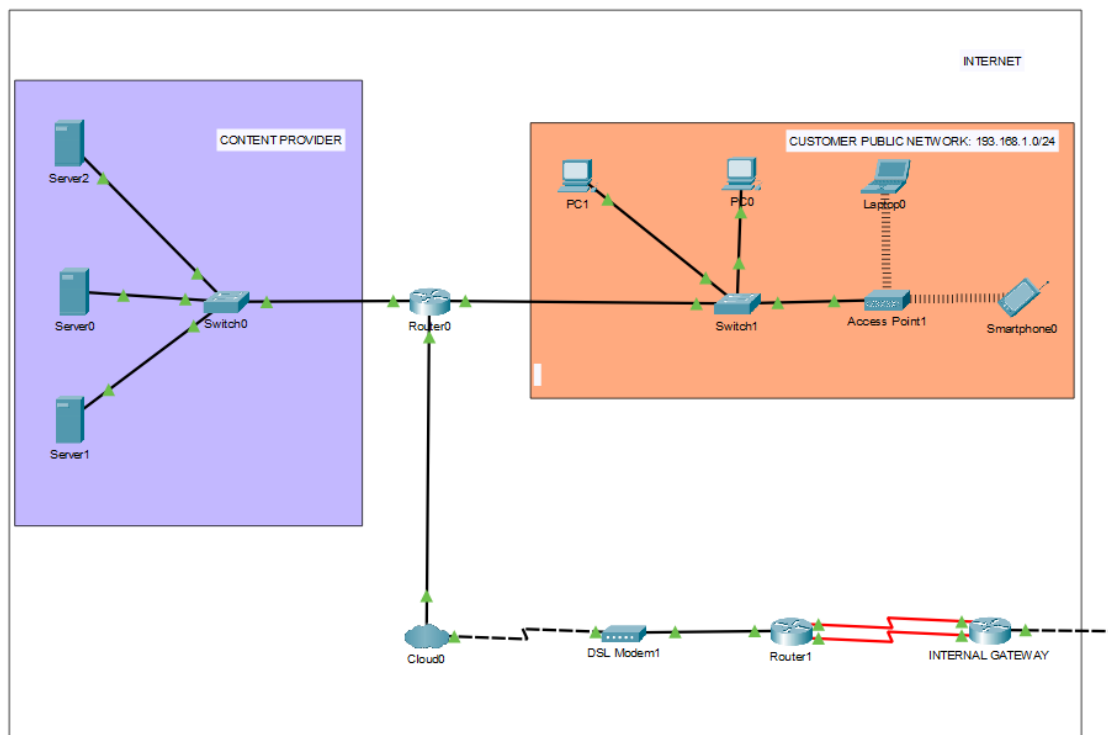 INTERNET
CONTENT PROVIDER
CUSTOMER PUBLIC NETWORK: 193.168.1.0/24
Server2
PC1
PC0
Laptop0
Server0
Switch0
Router0
Switch1
Access Point1
Smartphone0
Server1
Cloud0
DSL Modem1
Router1
INTERNAL GATEWAY